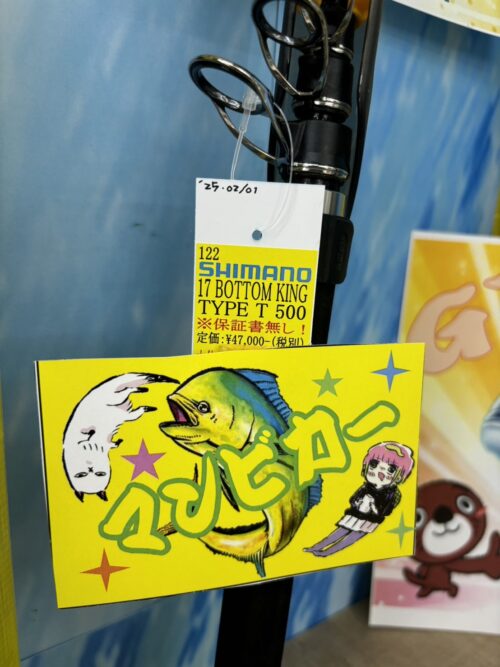 '25.02/01
122
SHIMANO
17 BOTTOM KING
TYPE T 500
※保証書無し!
定価:¥47,000-(税別)
マンビカー
G